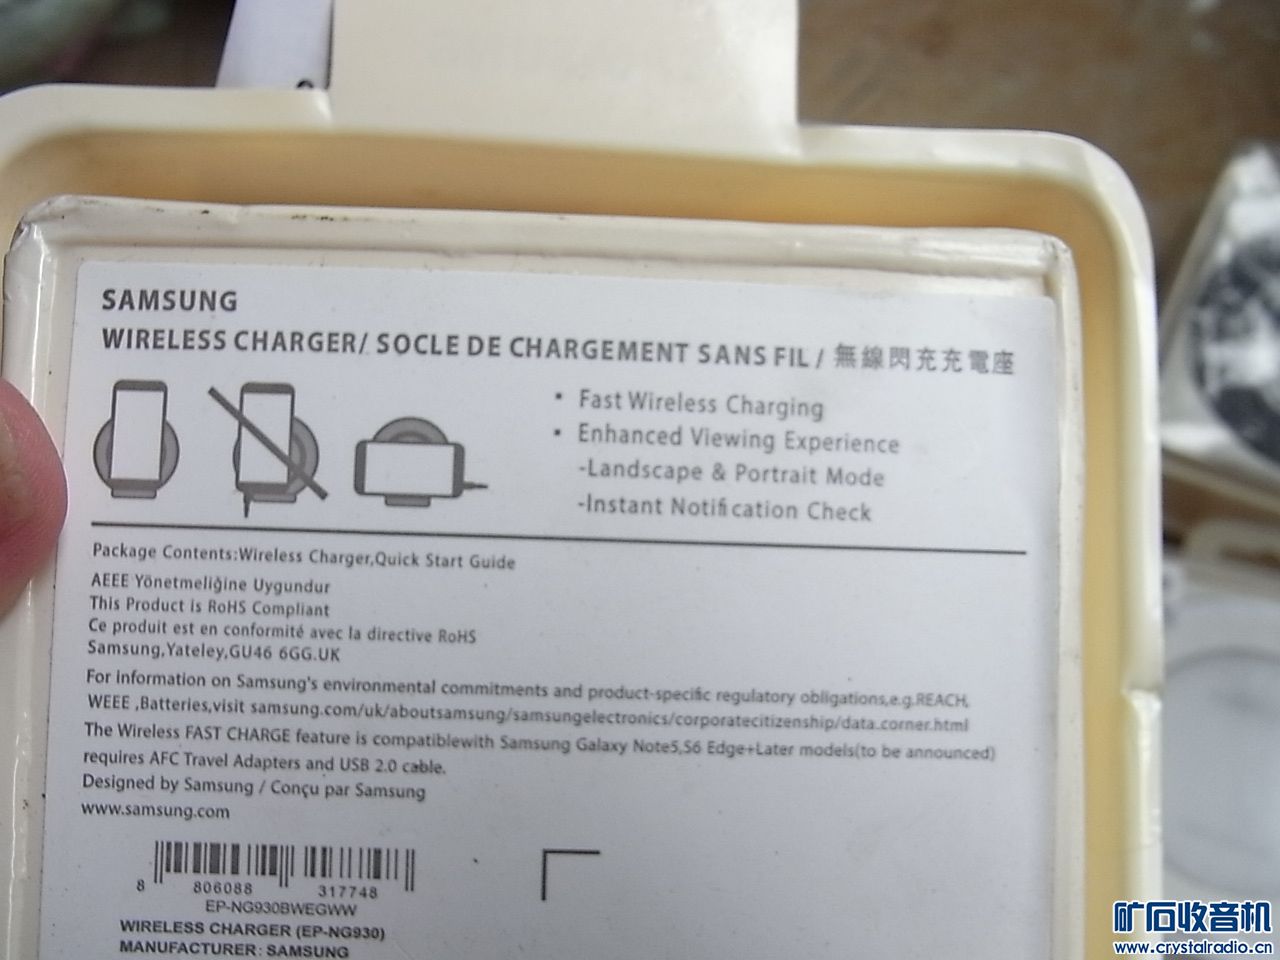 SAMSUNG
WIRELESS CHARGER/ SOCLE DE CHARGEMENT SANS FIL / 無線閃充充電座
• Fast Wireless Charging
• Enhanced Viewing Experience
-Landscape & Portrait Mode
-Instant Notification Check
Package Contents:Wireless Charger,Quick Start Guide
AEEE Yönetmeliğine Uygundur
This Product is RoHS Compliant
Ce produit est en conformité avec la directive RoHS
Samsung,Yateley,GU46 6GG.UK
For information on Samsung's environmental commitments and product-specific regulatory obligations,e.g.REACH,
WEEE ,Batteries,visit samsung.com/uk/aboutsamsung/samsungelectronics/corporatecitizenship/data_corner.html
The Wireless FAST CHARGE feature is compatiblewith Samsung Galaxy Note5,S6 Edge+Later models(to be announced)
requires AFC Travel Adapters and USB 2.0 cable.
Designed by Samsung / Conçu par Samsung
www.samsung.com
8 806088 317748
EP-NG930BWEGWW
WIRELESS CHARGER (EP-NG930)
MANUFACTURER: SAMSUNG
矿石收音机
www.crystalradio.cn